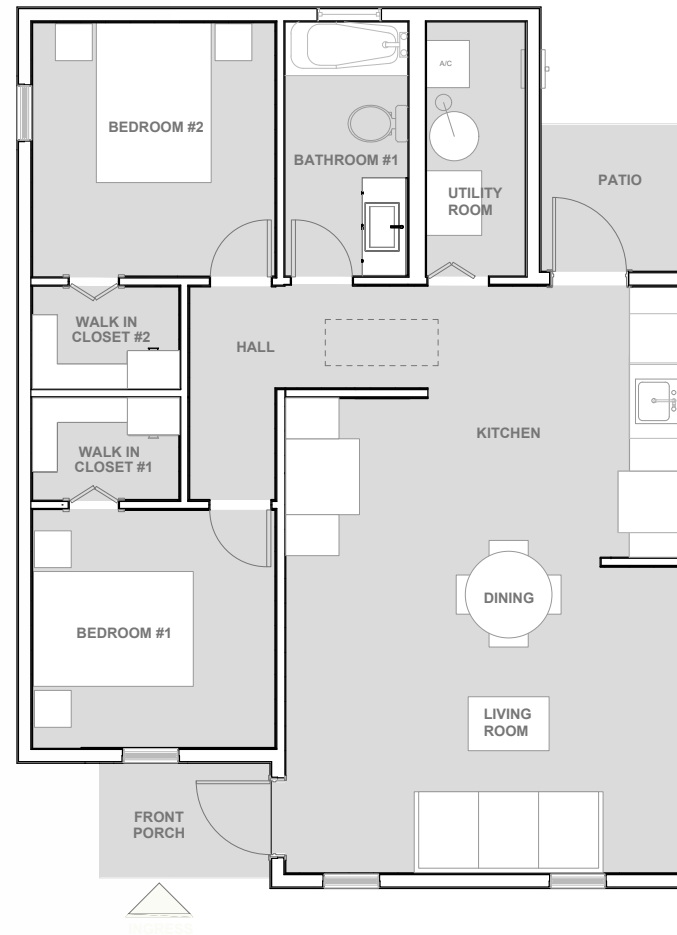 A/C
BEDROOM #2
BATHROOM #1
PATIO
UTILITY
ROOM
WALK IN
CLOSET #2
HALL
KITCHEN
WALK IN
CLOSET #1
DINING
BEDROOM #1
LIVING
ROOM
FRONT
PORCH
INGRESS